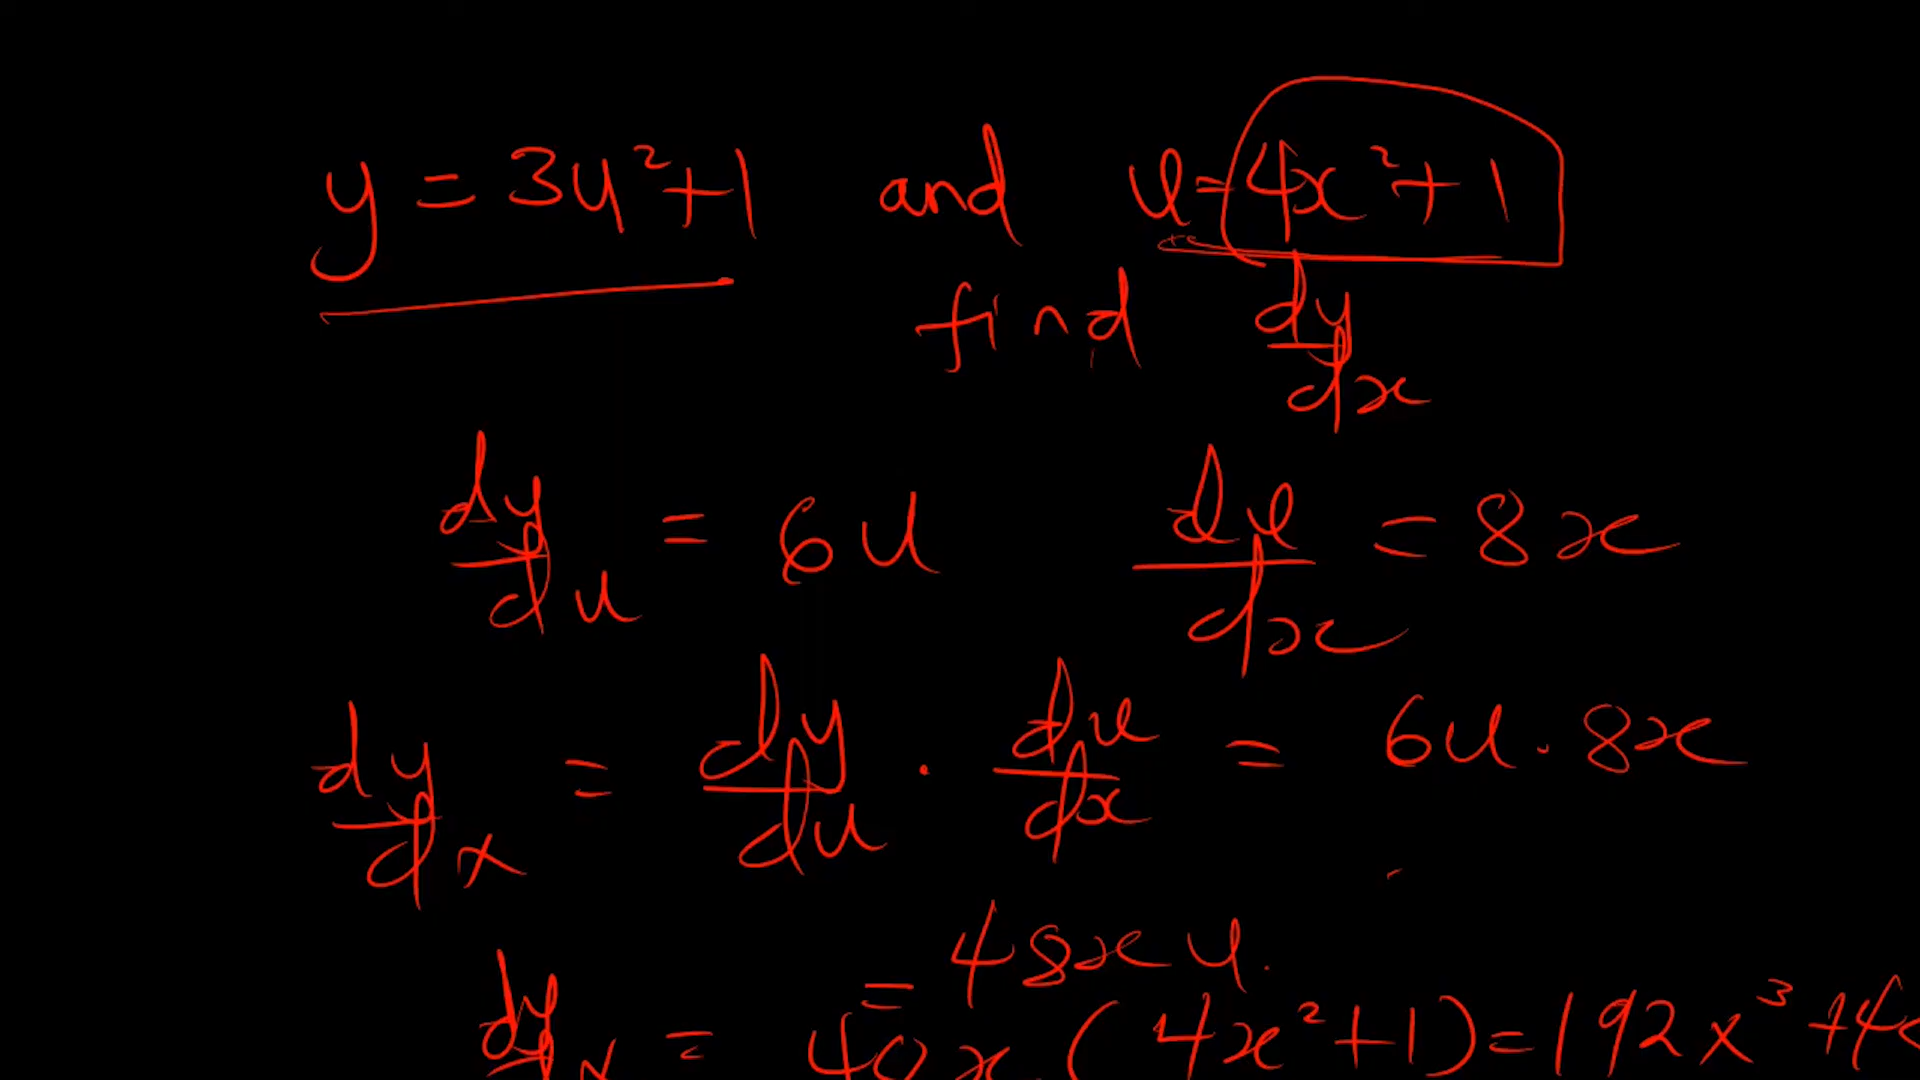 y = 3u²+1 and u = 4x²+1
find dy/dx
dy/du = 6u du/dx = 8x
dy/dx = dy/du · du/dx = 6u · 8x
= 48xu.
dy/dx = x (4x²+1) = 192x³ +